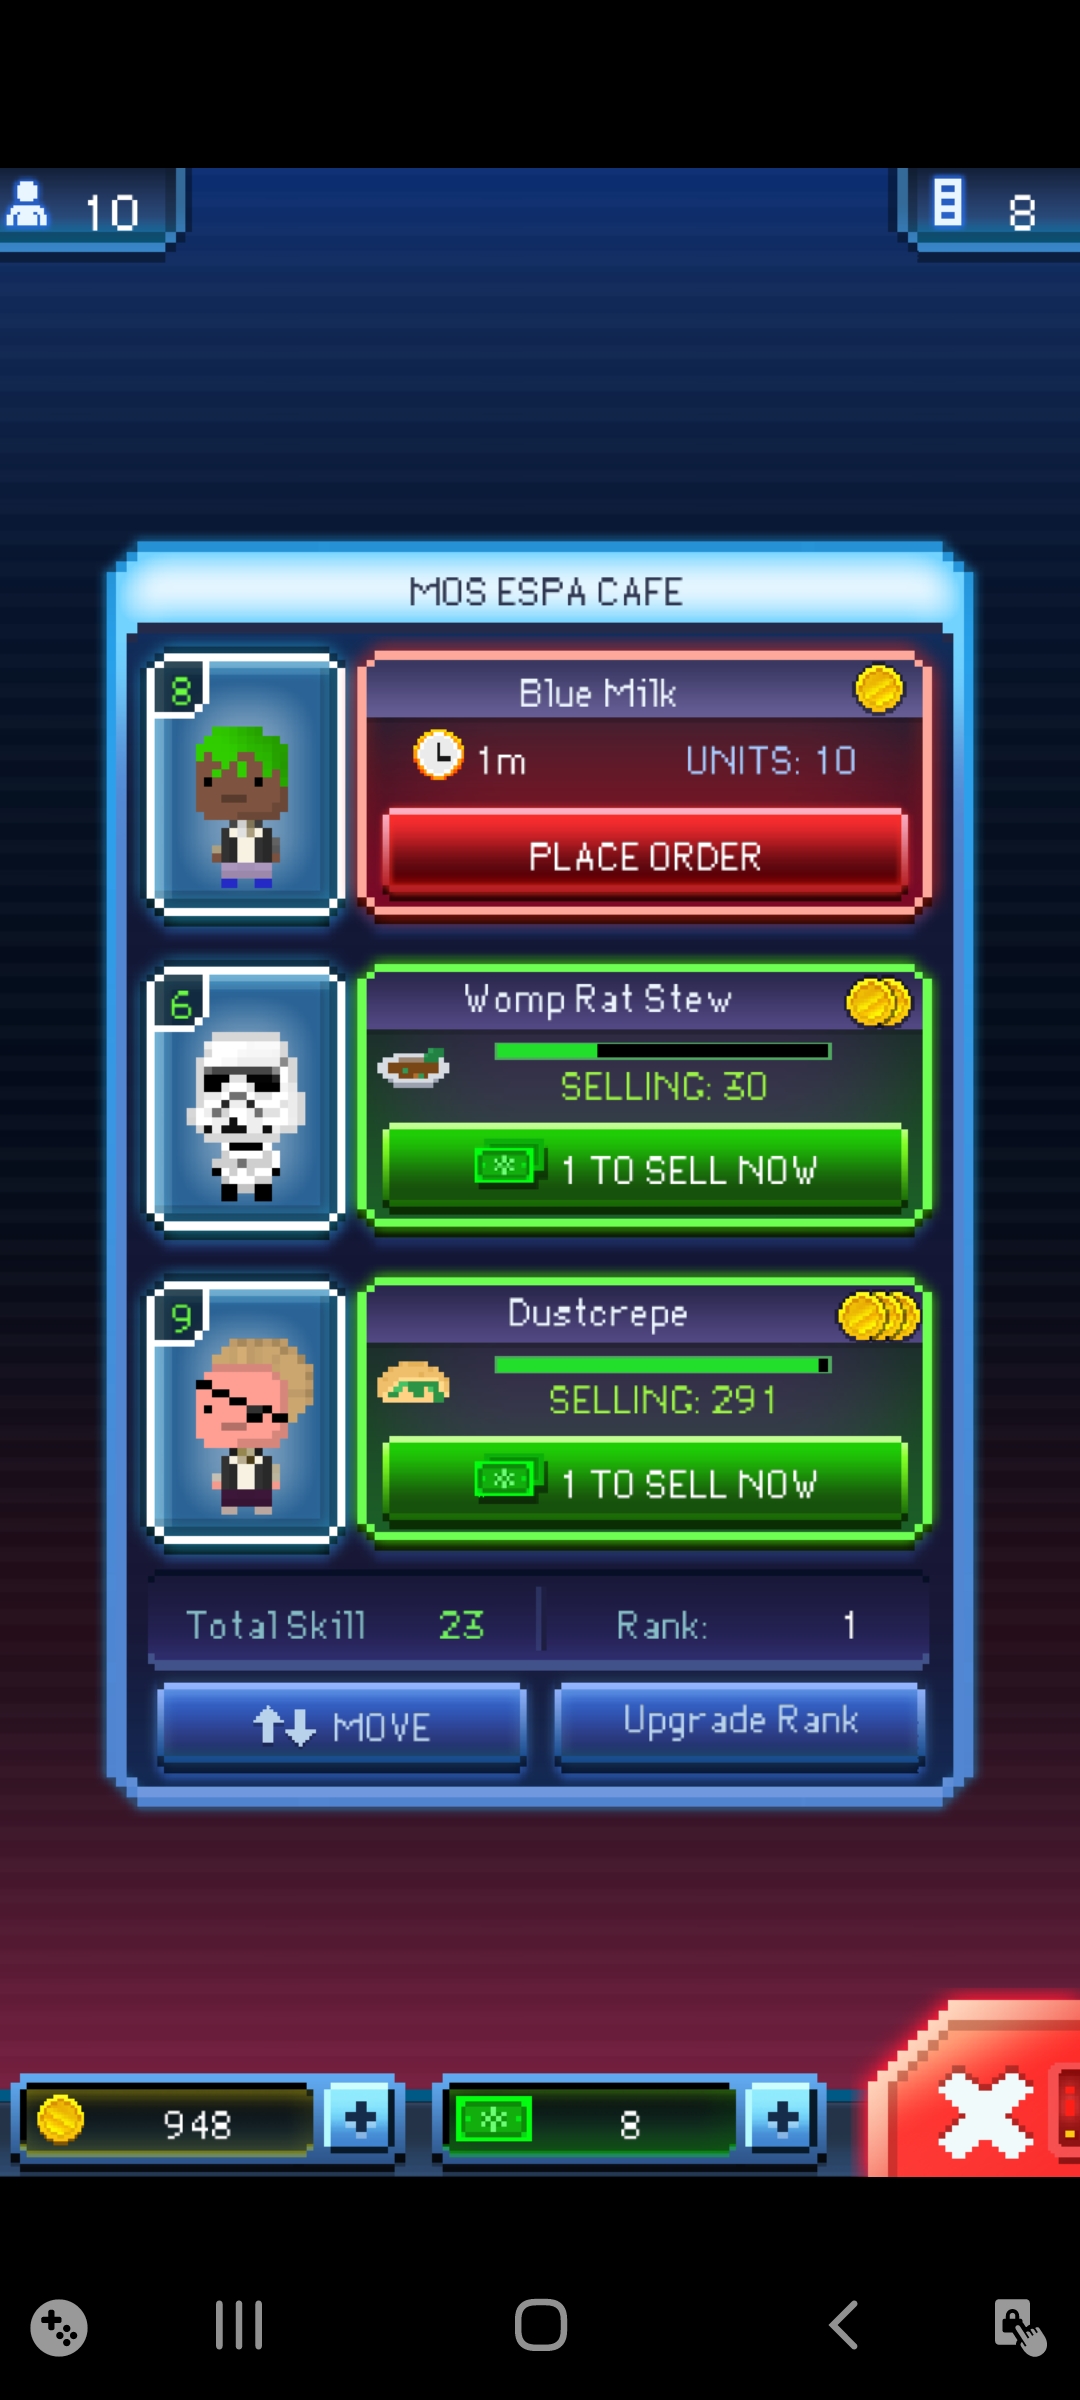 10
8
MOS ESPA CAFE
8
Blue Milk
1m
UNITS: 10
PLACE ORDER
6
Womp Rat Stew
SELLING: 30
1 TO SELL NOW
9
Dustcrepe
SELLING: 291
1 TO SELL NOW
Total Skill 23
Rank: 1
MOVE
Upgrade Rank
948
8